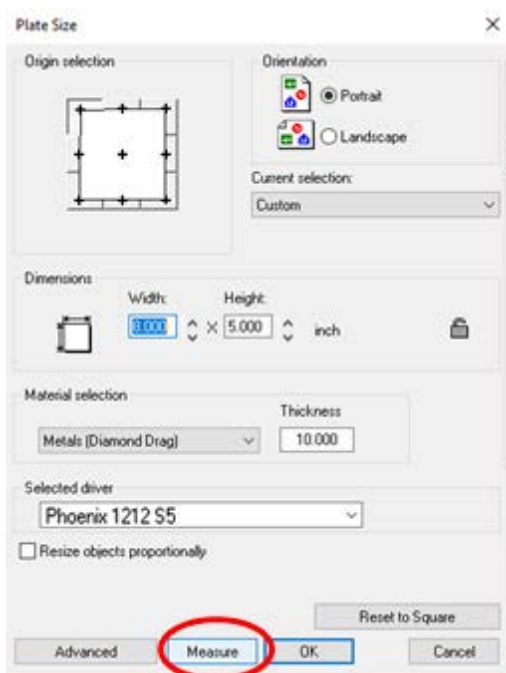 Plate Size
Origin selection
Orientation
Portrait
Landscape
Current selection:
Custom
Dimensions
Width: Height:
8.000 × 5.000 inch
Material selection
Thickness
Metals (Diamond Drag) 10.000
Selected driver
Phoenix 1212 S5
Resize objects proportionally
Reset to Square
Advanced Measure OK Cancel